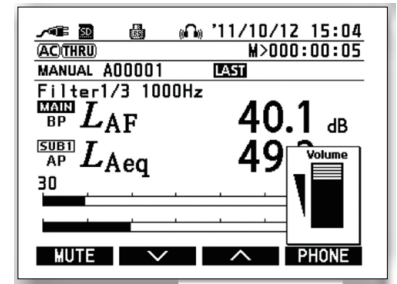 SD '11/10/12 15:04
AC THRU M>000:00:05
MANUAL A00001 LAST
Filter1/3 1000Hz
MAIN BP LAF 40.1 dB
SUB1 AP LAeq 49.
Volume
30
MUTE PHONE